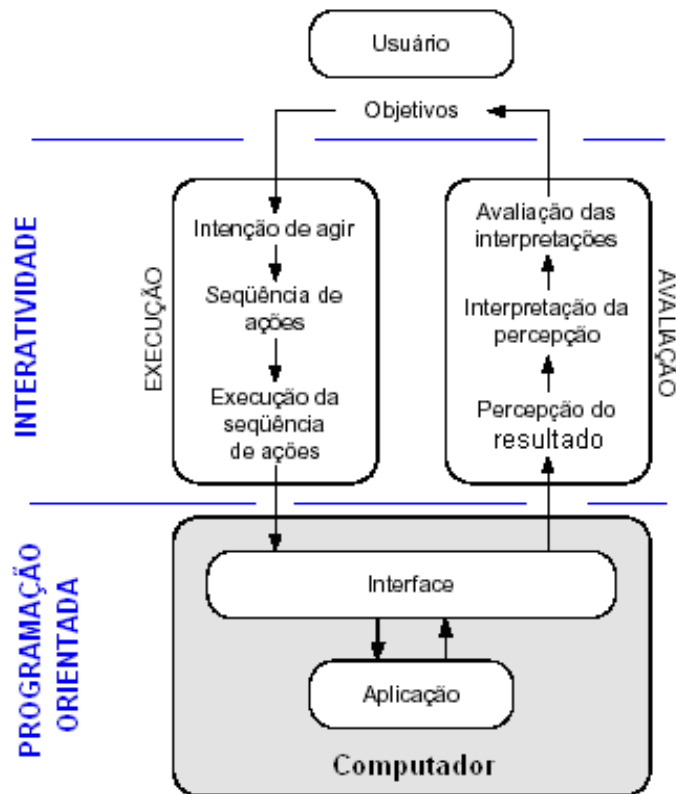 Usuário
Objetivos
INTERATIVIDADE
EXECUÇÃO
Intenção de agir
Seqüência de
ações
Execução da
seqüência
de ações
Avaliação das
interpretações
Interpretação da
percepção
Percepção do
resultado
AVALIAÇÃO
PROGRAMAÇÃO
ORIENTADA
Interface
Aplicação
Computador